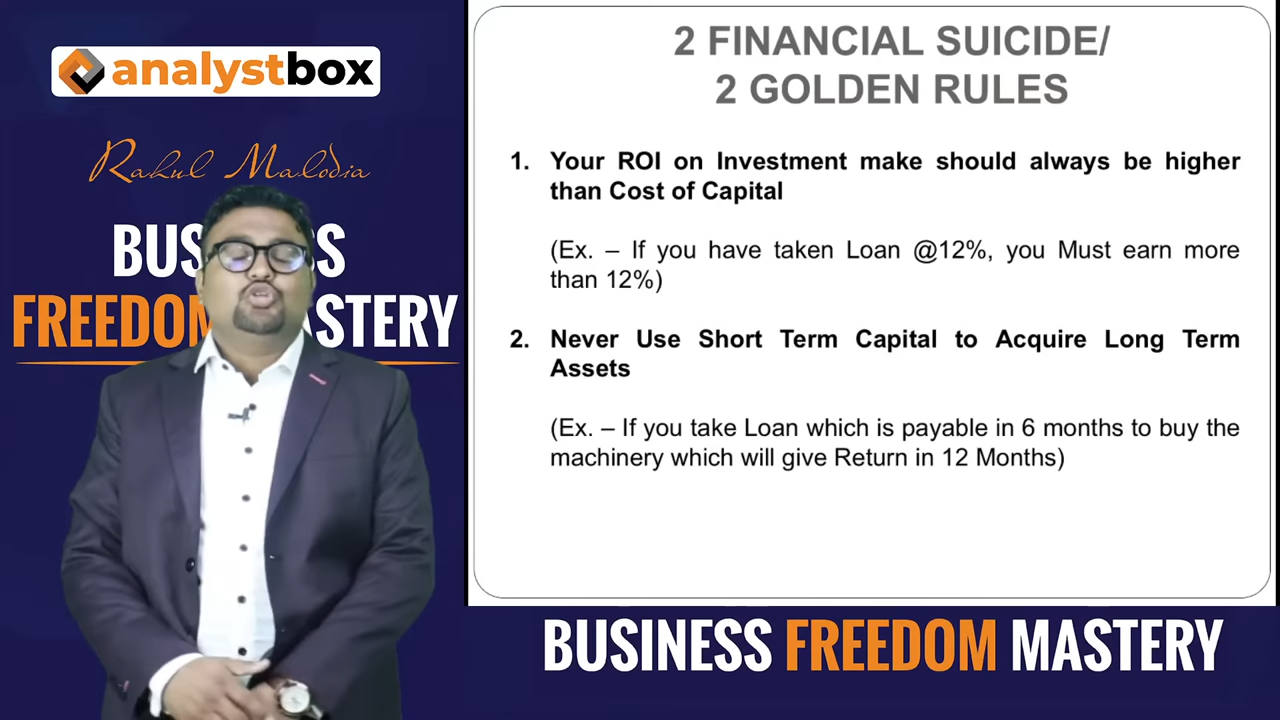 analystbox
Rahul Malodia
BUS SS
FREEDOM ASTERY
2 FINANCIAL SUICIDE/
2 GOLDEN RULES
1. Your ROI on Investment make should always be higher
than Cost of Capital
(Ex. – If you have taken Loan @12%, you Must earn more
than 12%)
2. Never Use Short Term Capital to Acquire Long Term
Assets
(Ex. – If you take Loan which is payable in 6 months to buy the
machinery which will give Return in 12 Months)
BUSINESS FREEDOM MASTERY